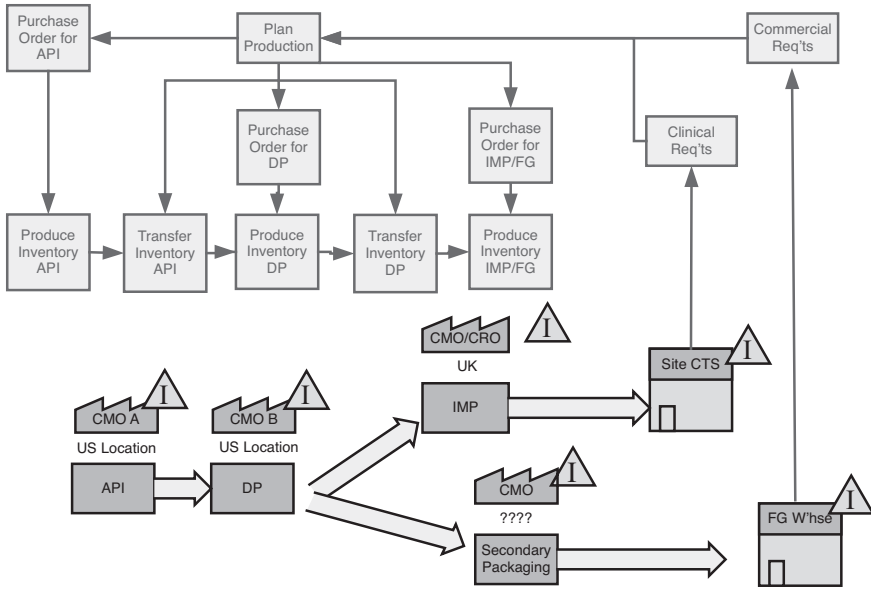 Purchase
Order for
API
Plan
Production
Commercial
Req'ts
Purchase
Order for
DP
Purchase
Order for
IMP/FG
Clinical
Req'ts
Produce
Inventory
API
Transfer
Inventory
API
Produce
Inventory
DP
Transfer
Inventory
DP
Produce
Inventory
IMP/FG
CMO/CRO
I
UK
Site CTS
I
CMO A
I
CMO B
I
IMP
US Location
US Location
API
DP
CMO
I
????
Secondary
Packaging
FG W'hse
I